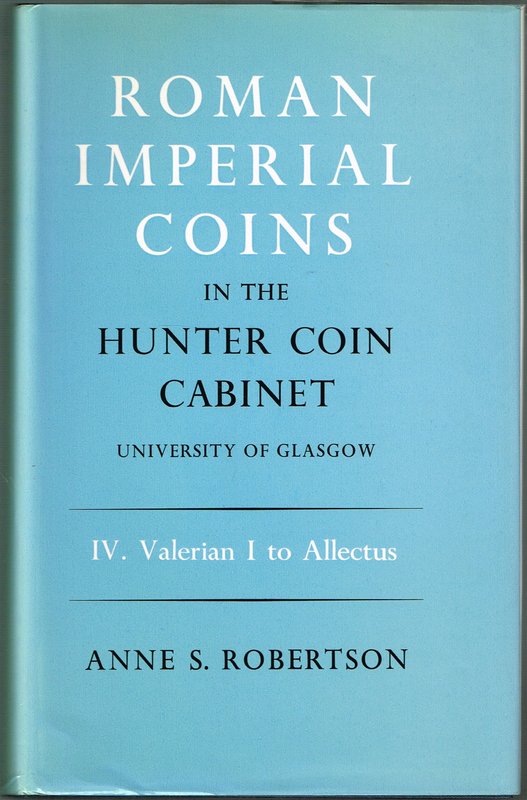 ROMAN
IMPERIAL
COINS
IN THE
HUNTER COIN
CABINET
UNIVERSITY OF GLASGOW
IV. Valerian I to Allectus
ANNE S. ROBERTSON